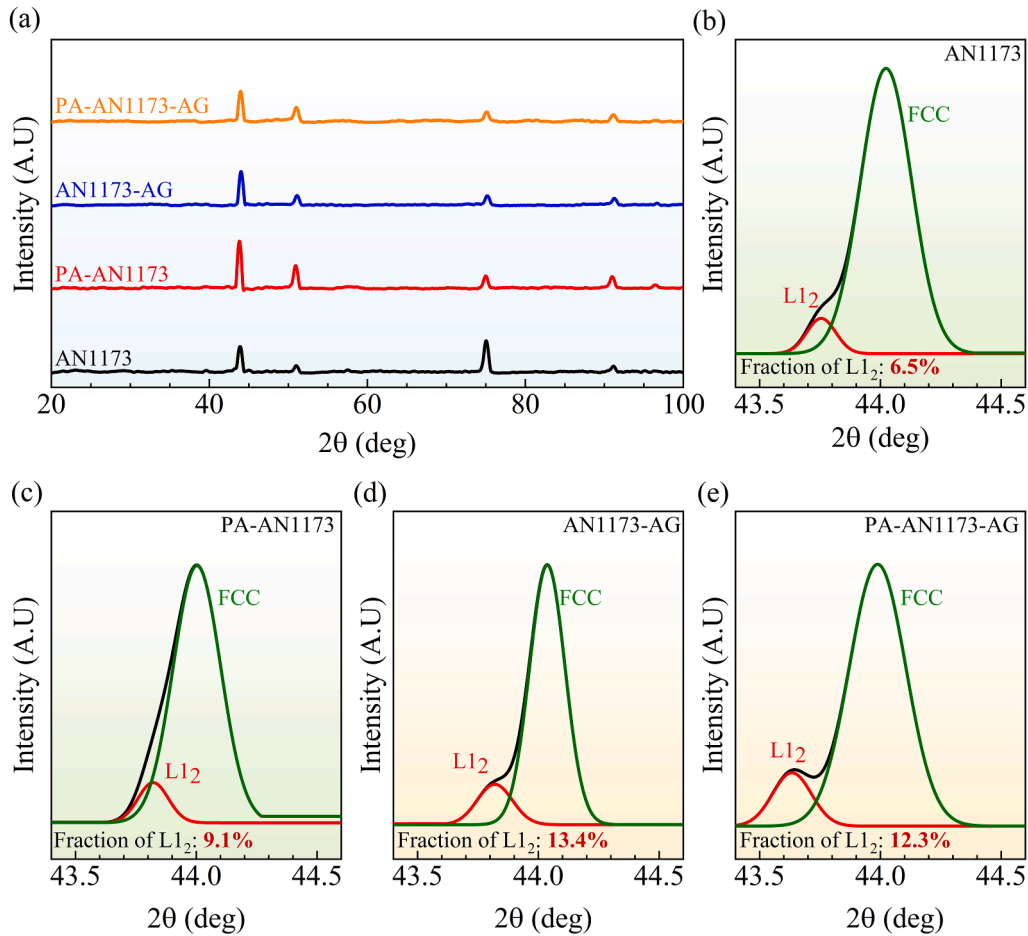 (a)
Intensity (A.U)
PA-AN1173-AG
AN1173-AG
PA-AN1173
AN1173
20 40 60 80 100
2θ (deg)
(b)
AN1173
Intensity (A.U)
FCC
L1₂
Fraction of L1₂: 6.5%
43.5 44.0 44.5
2θ (deg)
(c)
PA-AN1173
Intensity (A.U)
FCC
L1₂
Fraction of L1₂: 9.1%
43.5 44.0 44.5
2θ (deg)
(d)
AN1173-AG
Intensity (A.U)
FCC
L1₂
Fraction of L1₂: 13.4%
43.5 44.0 44.5
2θ (deg)
(e)
PA-AN1173-AG
Intensity (A.U)
FCC
L1₂
Fraction of L1₂: 12.3%
43.5 44.0 44.5
2θ (deg)